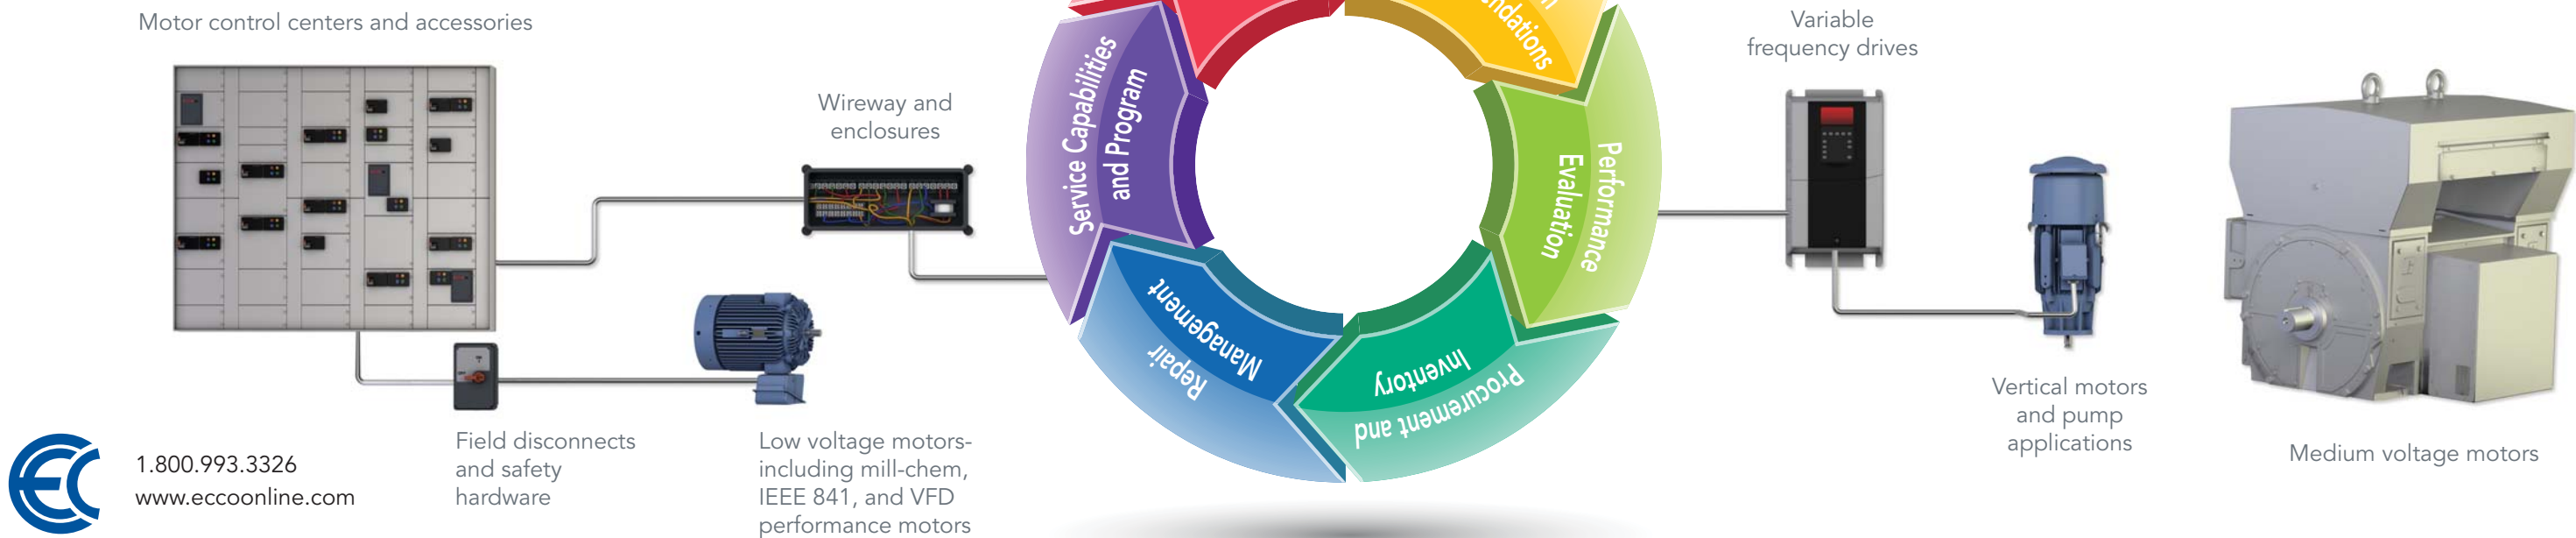 Motor control centers and accessories
Wireway and
enclosures
Service Capabilities
and Program
Performance
Evaluation
Variable
frequency drives
Repair
Management
Procurement and
Inventory
Vertical motors
and pump
applications
Medium voltage motors
EC
1.800.993.3326
www.eccoonline.com
Field disconnects
and safety
hardware
Low voltage motors-
including mill-chem,
IEEE 841, and VFD
performance motors